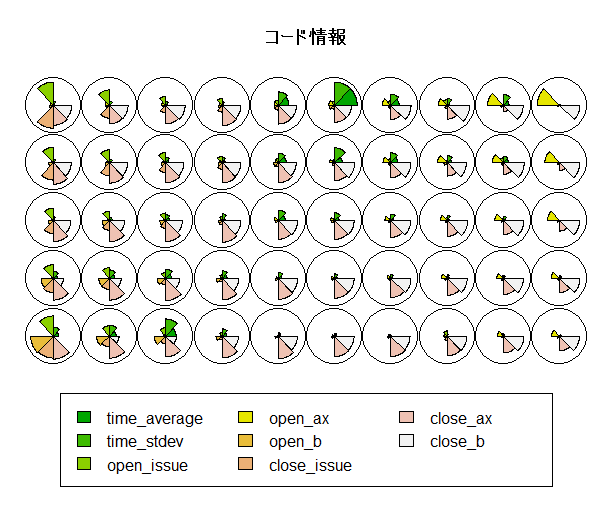 コード情報
time_average
time_stdev
open_issue
open_ax
open_b
close_issue
close_ax
close_b